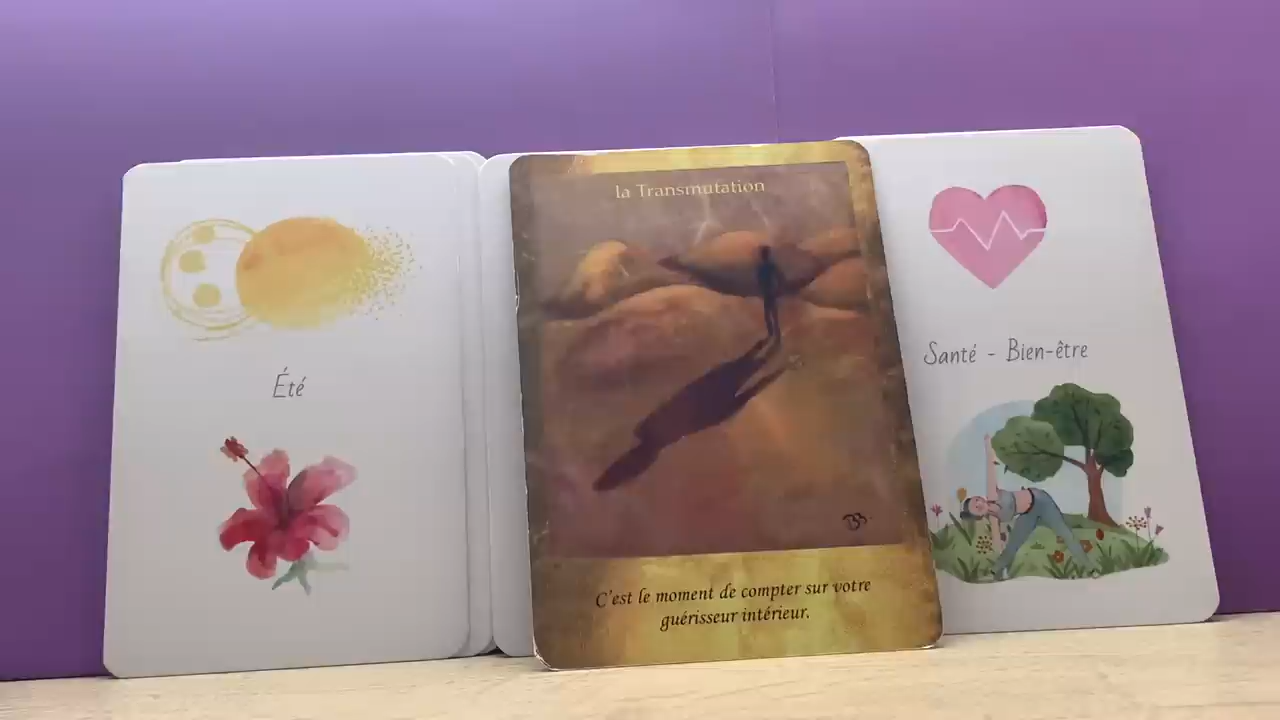 Été
la Transmutation
C'est le moment de compter sur votre
guérisseur intérieur.
Santé - Bien-être